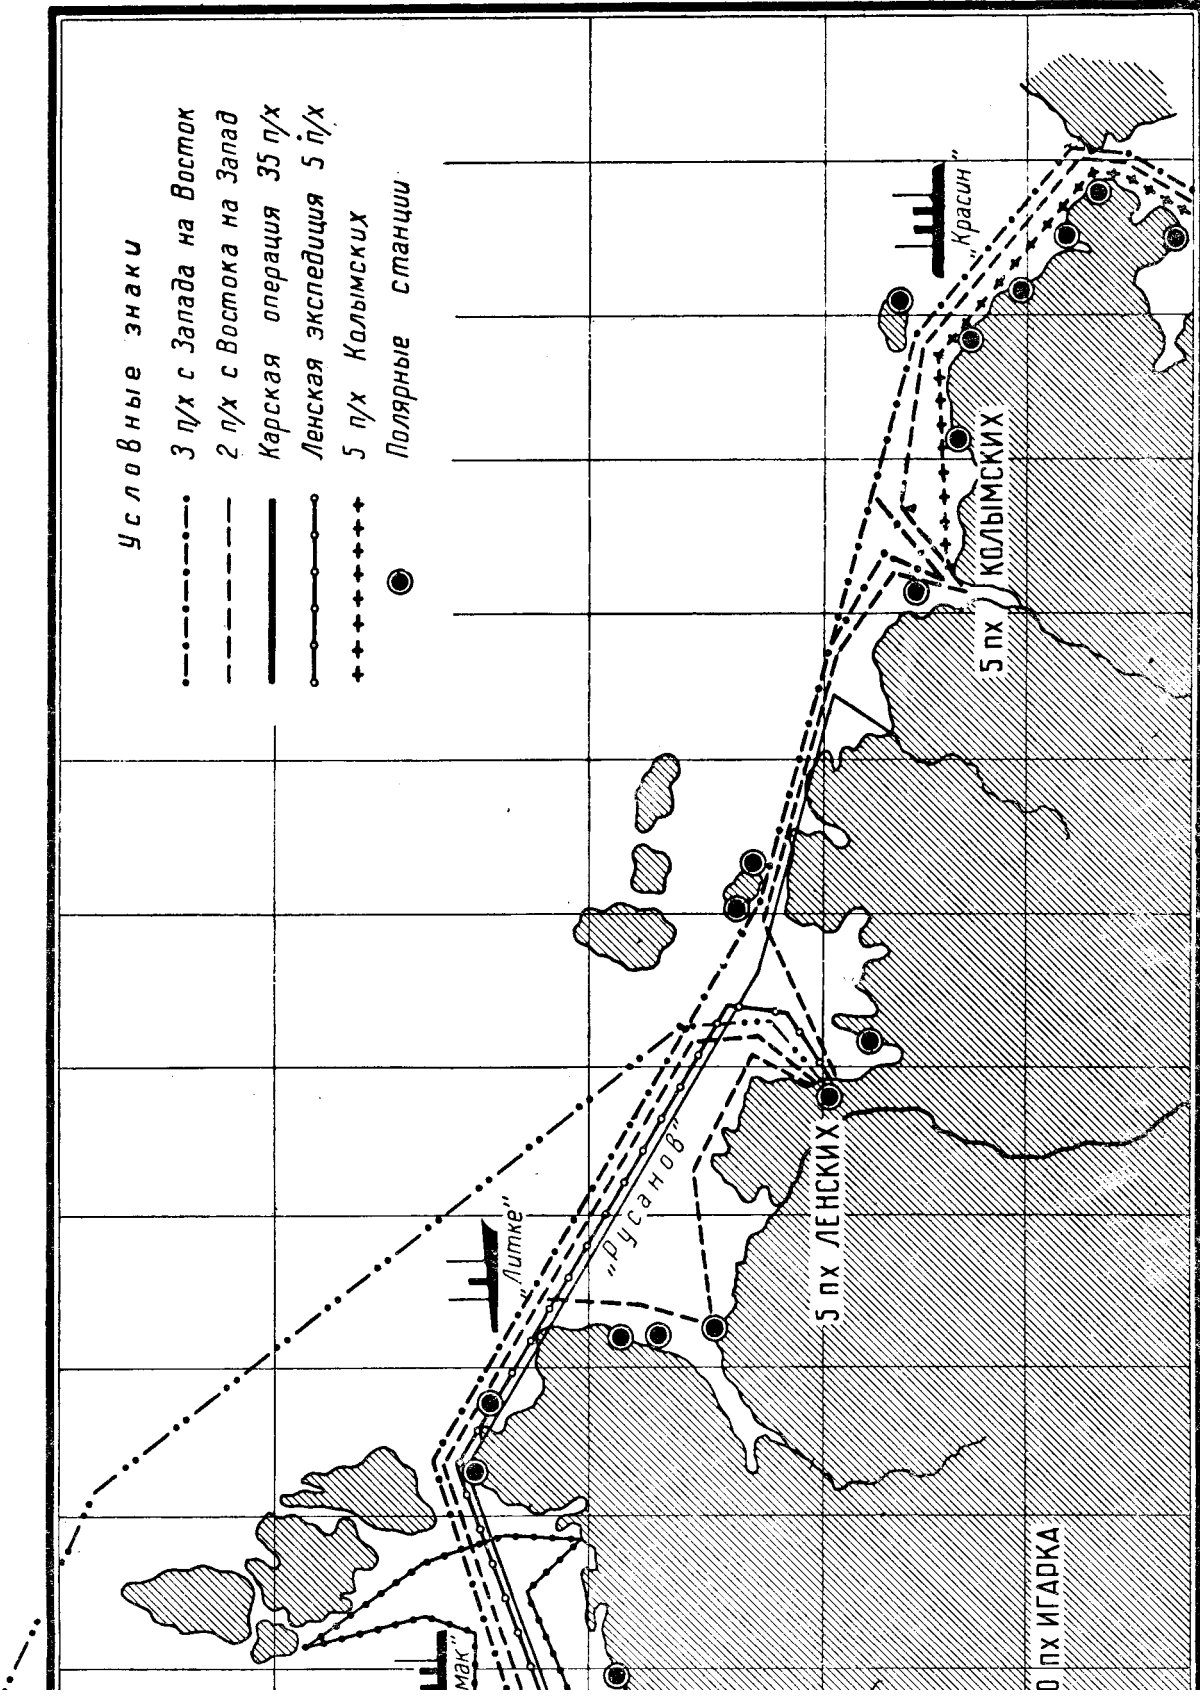 Условные знаки
3 п/х с Запада на Восток
2 п/х с Востока на Запад
Карская операция 35 п/х
Ленская экспедиция 5 п/х
5 п/х Колымских
Полярные станции
„Красин"
5 пх КОЛЫМСКИХ
„Литке"
„Русанов"
5 пх ЛЕНСКИХ
мак"
0 пх ИГАРКА